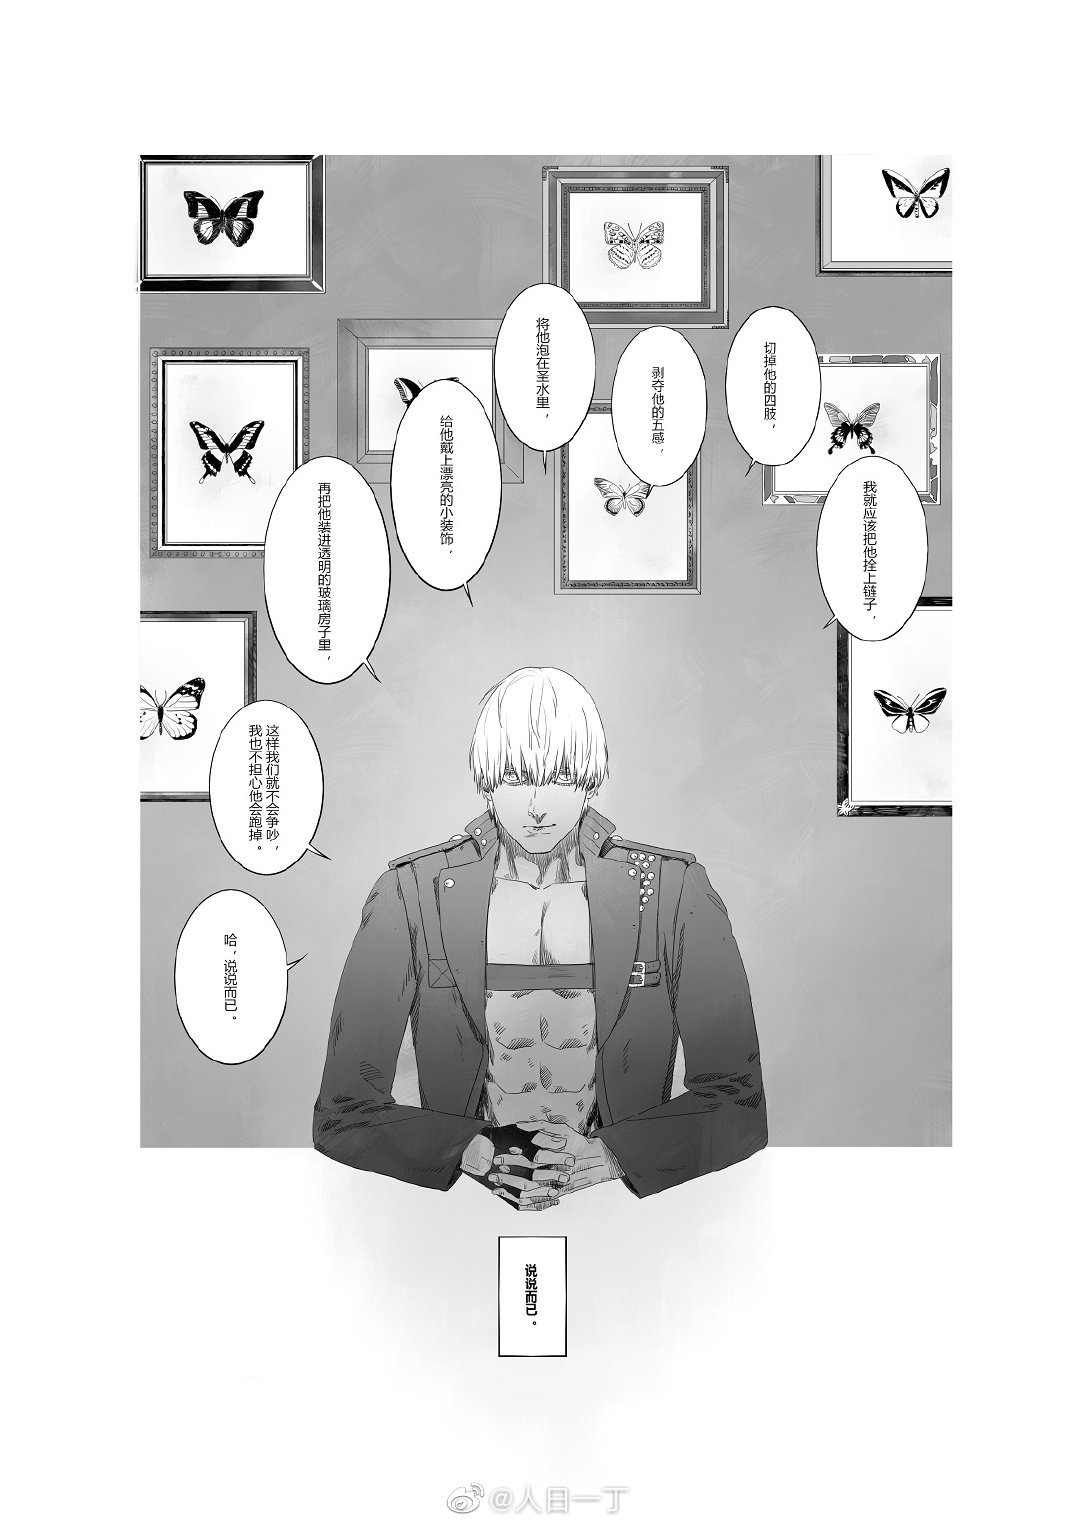 我就应该把他拴上链子，
切掉他的四肢，
剥夺他的五感，
将他泡在圣水里，
给他戴上漂亮的小装饰，
再把他装进透明的玻璃房子里，
这样我们就不会争吵，
我也不担心他会跑掉。
哈，说说而已。
说说而已。
@人日一丁